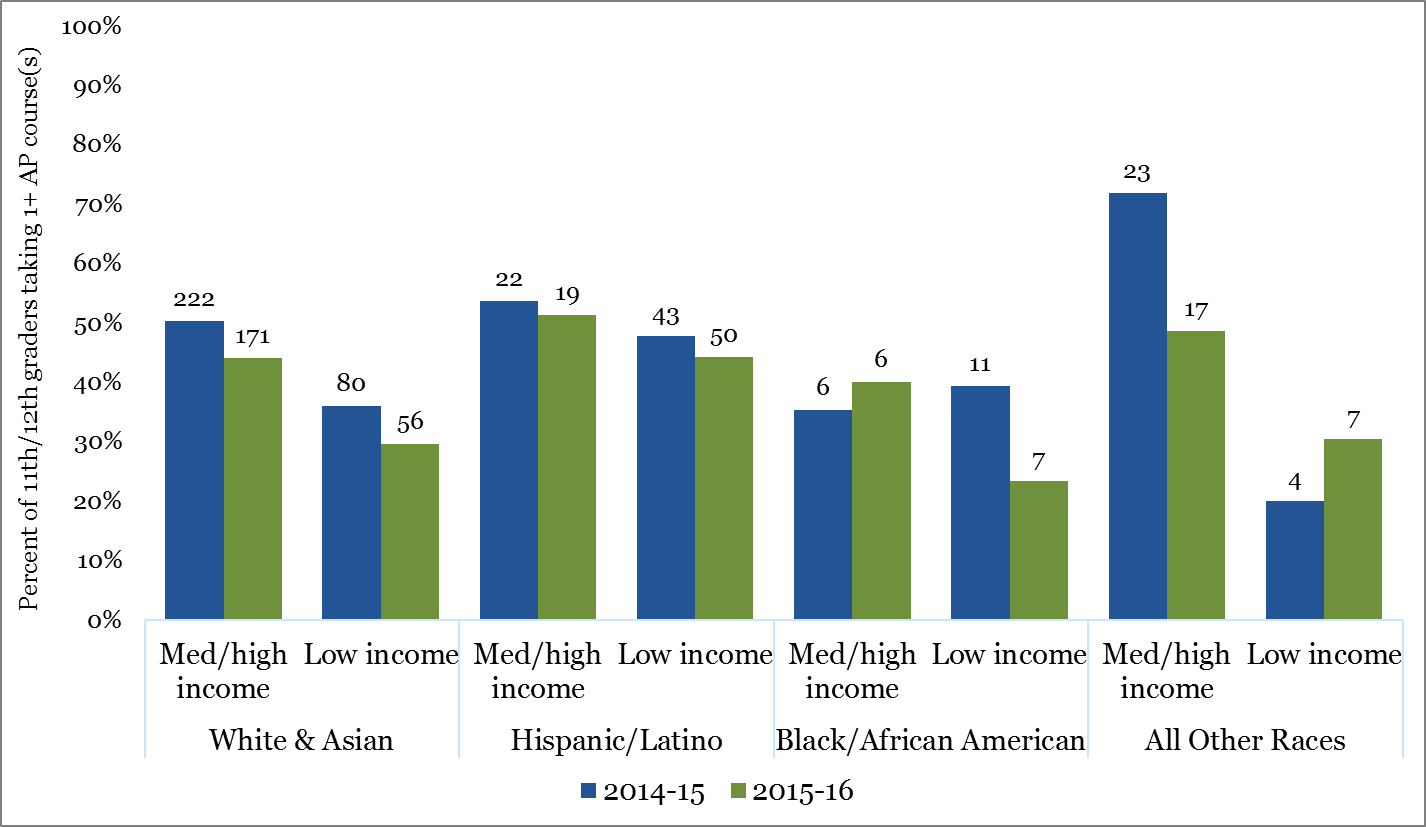 Percent of 11th/12th graders taking 1+ AP course(s)
100%
90%
80%
70%
60%
50%
40%
30%
20%
10%
0%
222
171
80
56
22
19
43
50
6
6
11
7
23
17
4
7
Med/high income
Low income
Med/high income
Low income
Med/high income
Low income
Med/high income
Low income
White & Asian
Hispanic/Latino
Black/African American
All Other Races
2014-15
2015-16